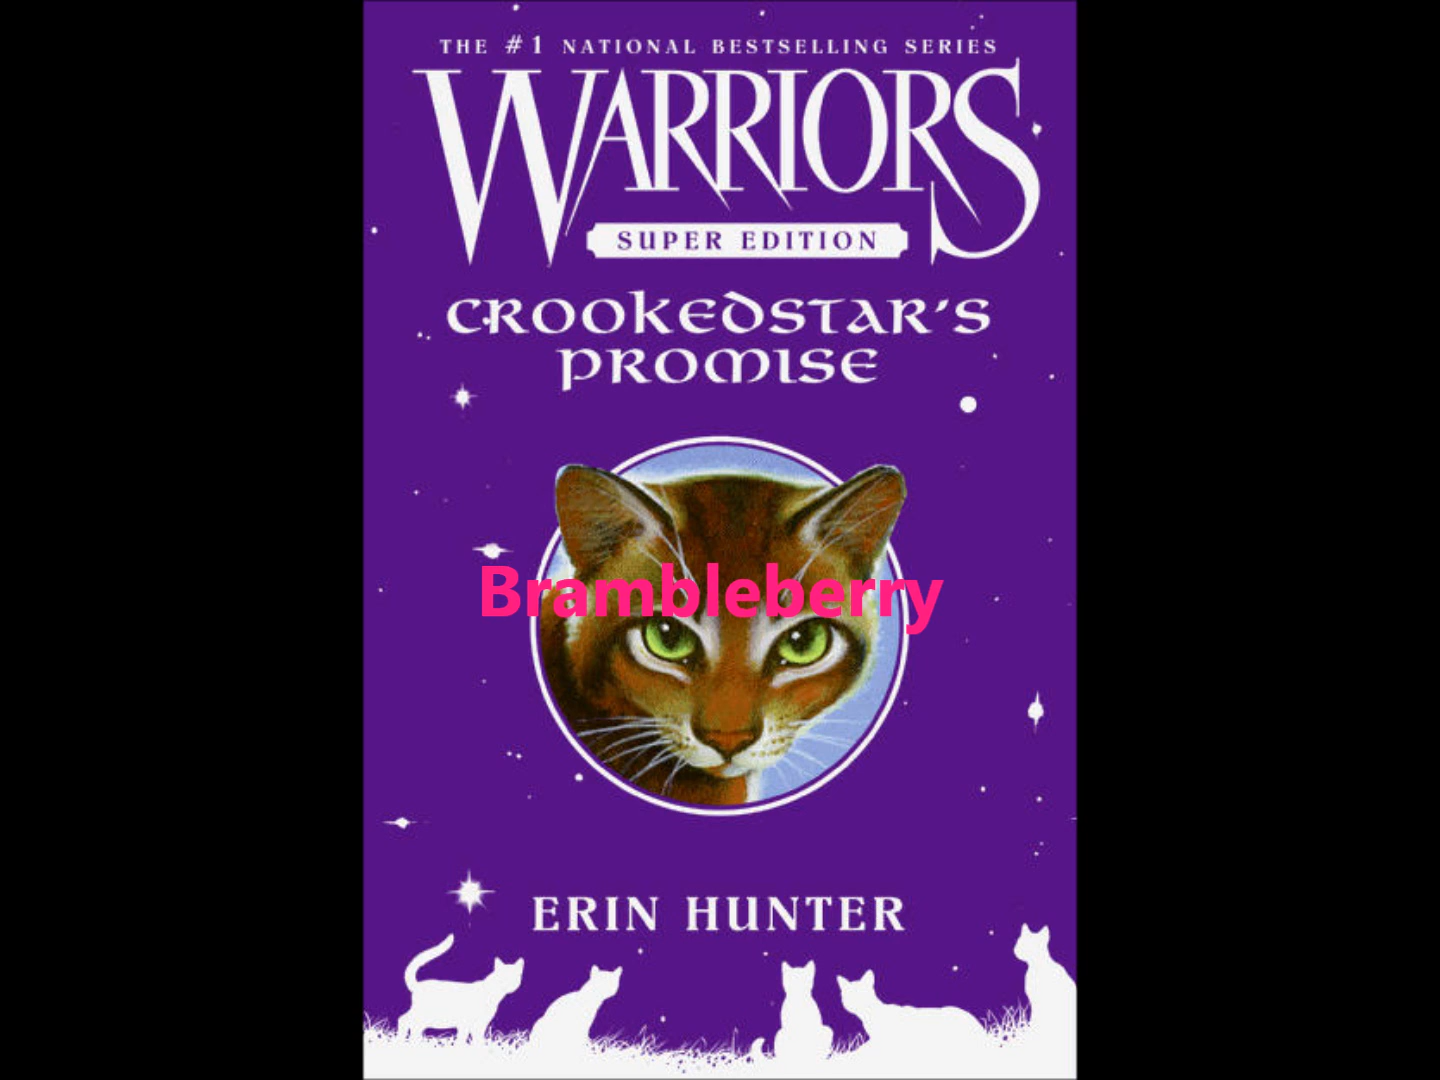 THE #1 NATIONAL BESTSELLING SERIES
WARRIORS
SUPER EDITION
CROOKEDSTAR'S
PROMISE
Brambleberry
ERIN HUNTER